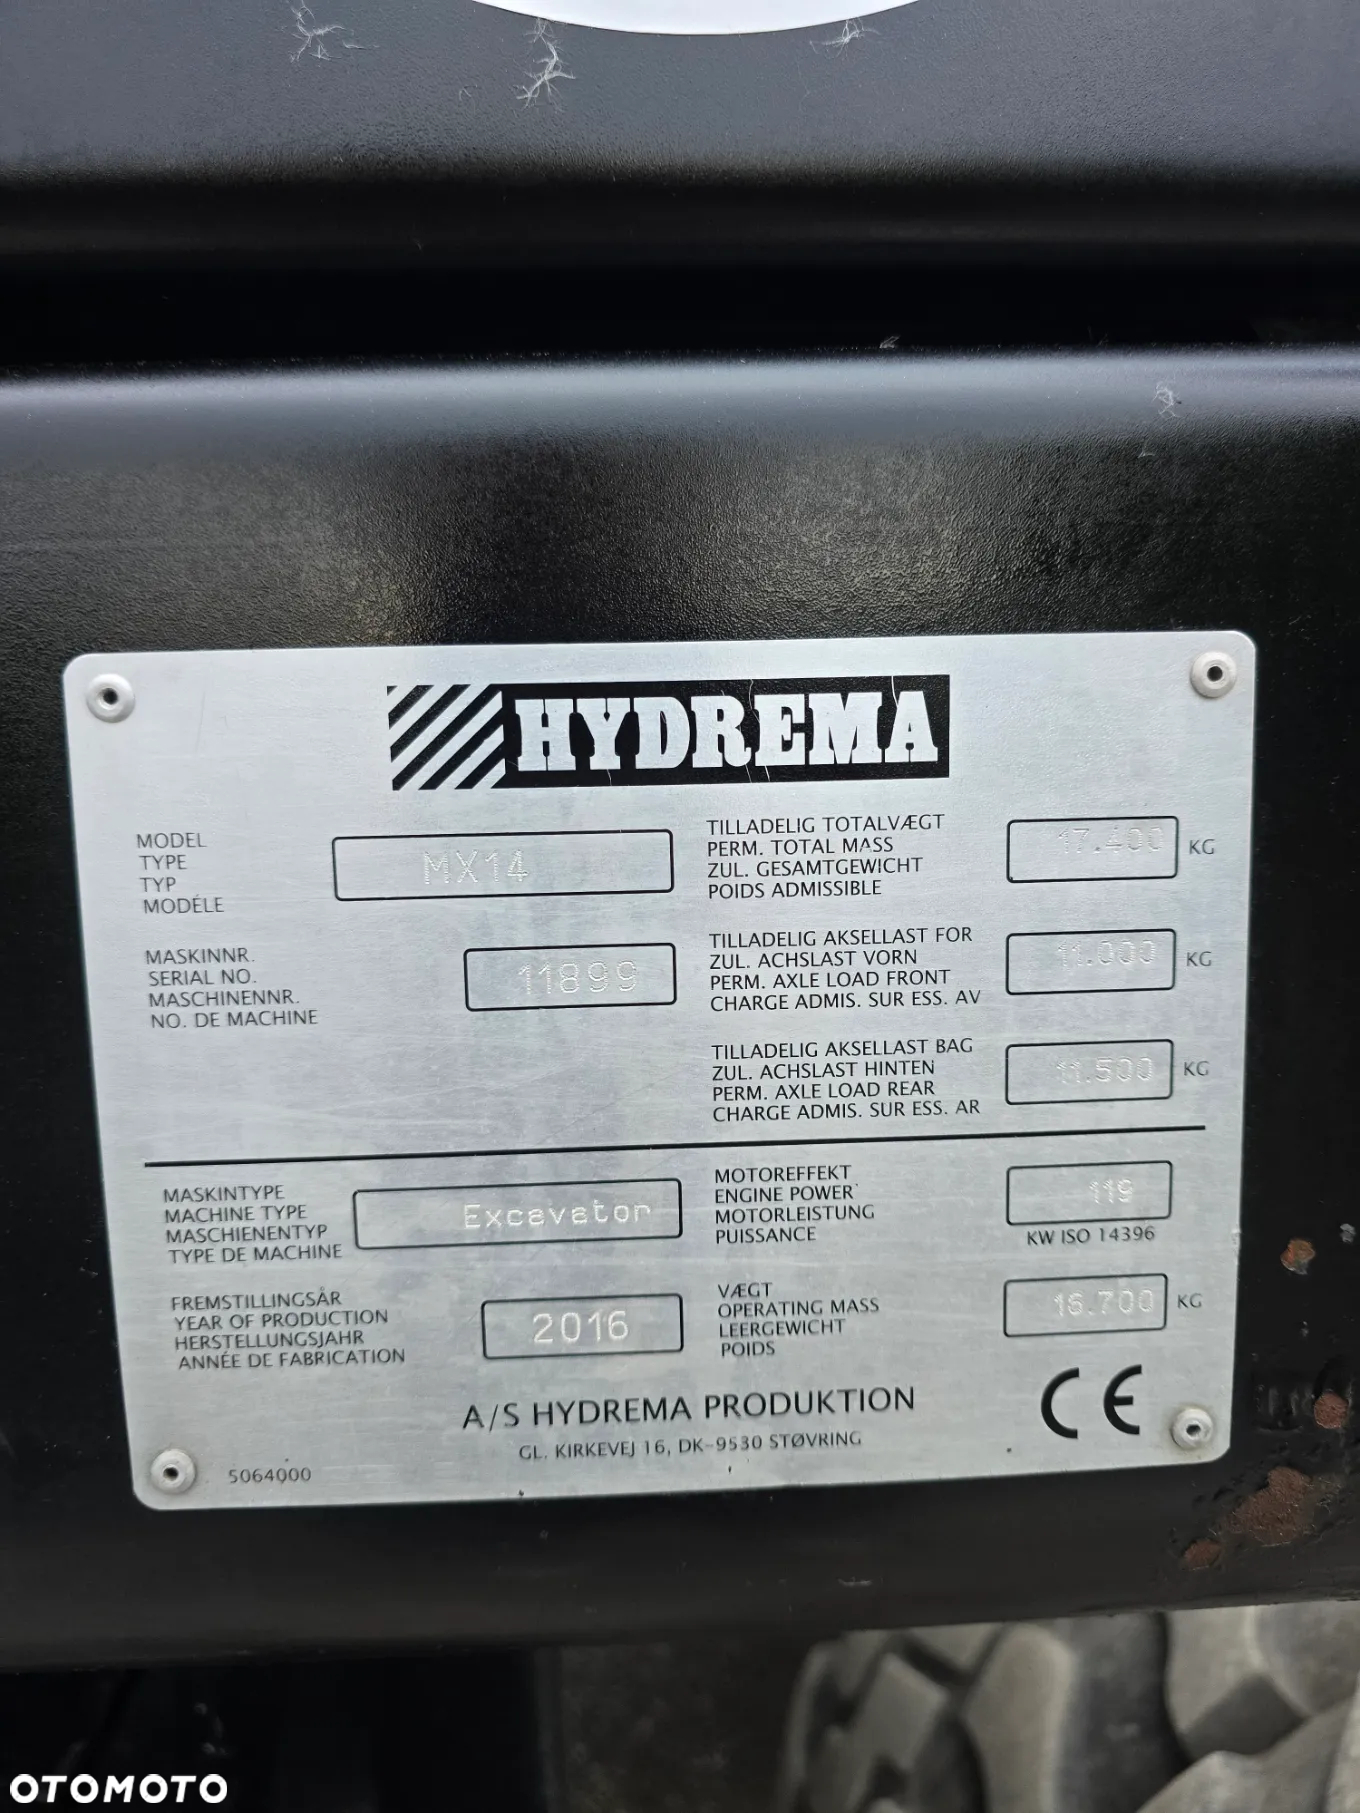 HYDREMA
MODEL
TYPE
TYP
MODÉLE
MX14
MASKINNR.
SERIAL NO.
MASCHINENNR.
NO. DE MACHINE
11899
TILLADELIG TOTALVÆGT
PERM. TOTAL MASS
ZUL. GESAMTGEWICHT
POIDS ADMISSIBLE
17.400 KG
TILLADELIG AKSELLAST FOR
ZUL. ACHSLAST VORN
PERM. AXLE LOAD FRONT
CHARGE ADMIS. SUR ESS. AV
11.000 KG
TILLADELIG AKSELLAST BAG
ZUL. ACHSLAST HINTEN
PERM. AXLE LOAD REAR
CHARGE ADMIS. SUR ESS. AR
11.500 KG
MASKINTYPE
MACHINE TYPE
MASCHIENENTYP
TYPE DE MACHINE
Excavator
FREMSTILLINGSÅR
YEAR OF PRODUCTION
HERSTELLUNGSJAHR
ANNÉE DE FABRICATION
2016
MOTOREFFEKT
ENGINE POWER
MOTORLEISTUNG
PUISSANCE
119
KW ISO 14396
VÆGT
OPERATING MASS
LEERGEWICHT
POIDS
16.700 KG
A/S HYDREMA PRODUKTION
GL. KIRKEVEJ 16, DK-9530 STØVRING
CE
5064000
OTOMOTO